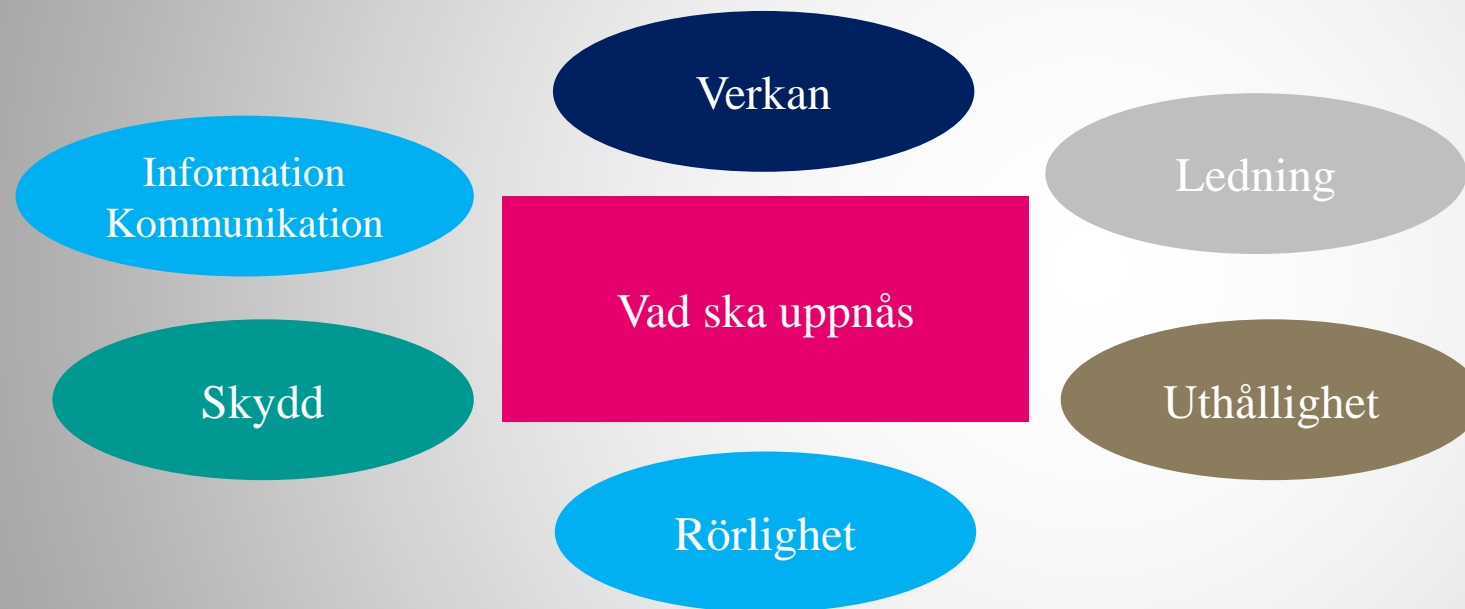 Verkan
Information
Kommunikation
Ledning
Vad ska uppnås
Skydd
Uthållighet
Rörlighet